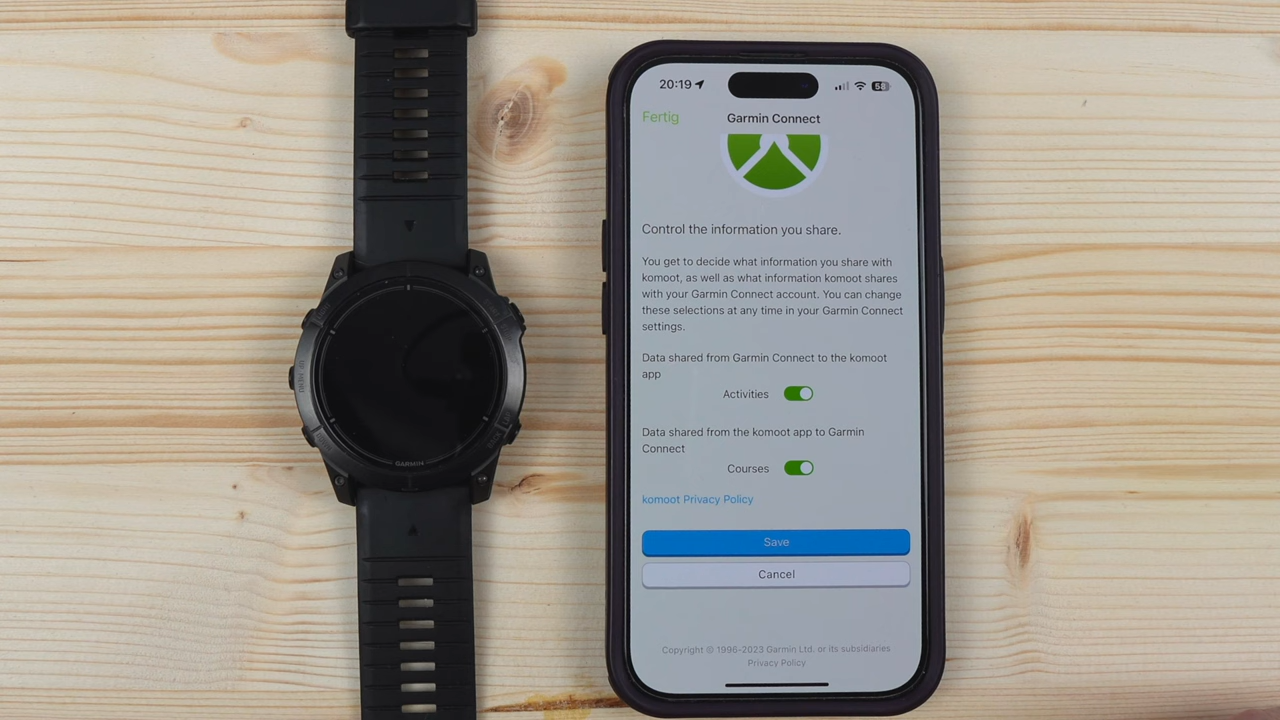 20:19
58
Fertig
Garmin Connect
Control the information you share.
You get to decide what information you share with
komoot, as well as what information komoot shares
with your Garmin Connect account. You can change
these selections at any time in your Garmin Connect
settings.
Data shared from Garmin Connect to the komoot
app
Activities
Data shared from the komoot app to Garmin
Connect
Courses
komoot Privacy Policy
Save
Cancel
Copyright © 1996-2023 Garmin Ltd. or its subsidiaries
Privacy Policy
GARMIN